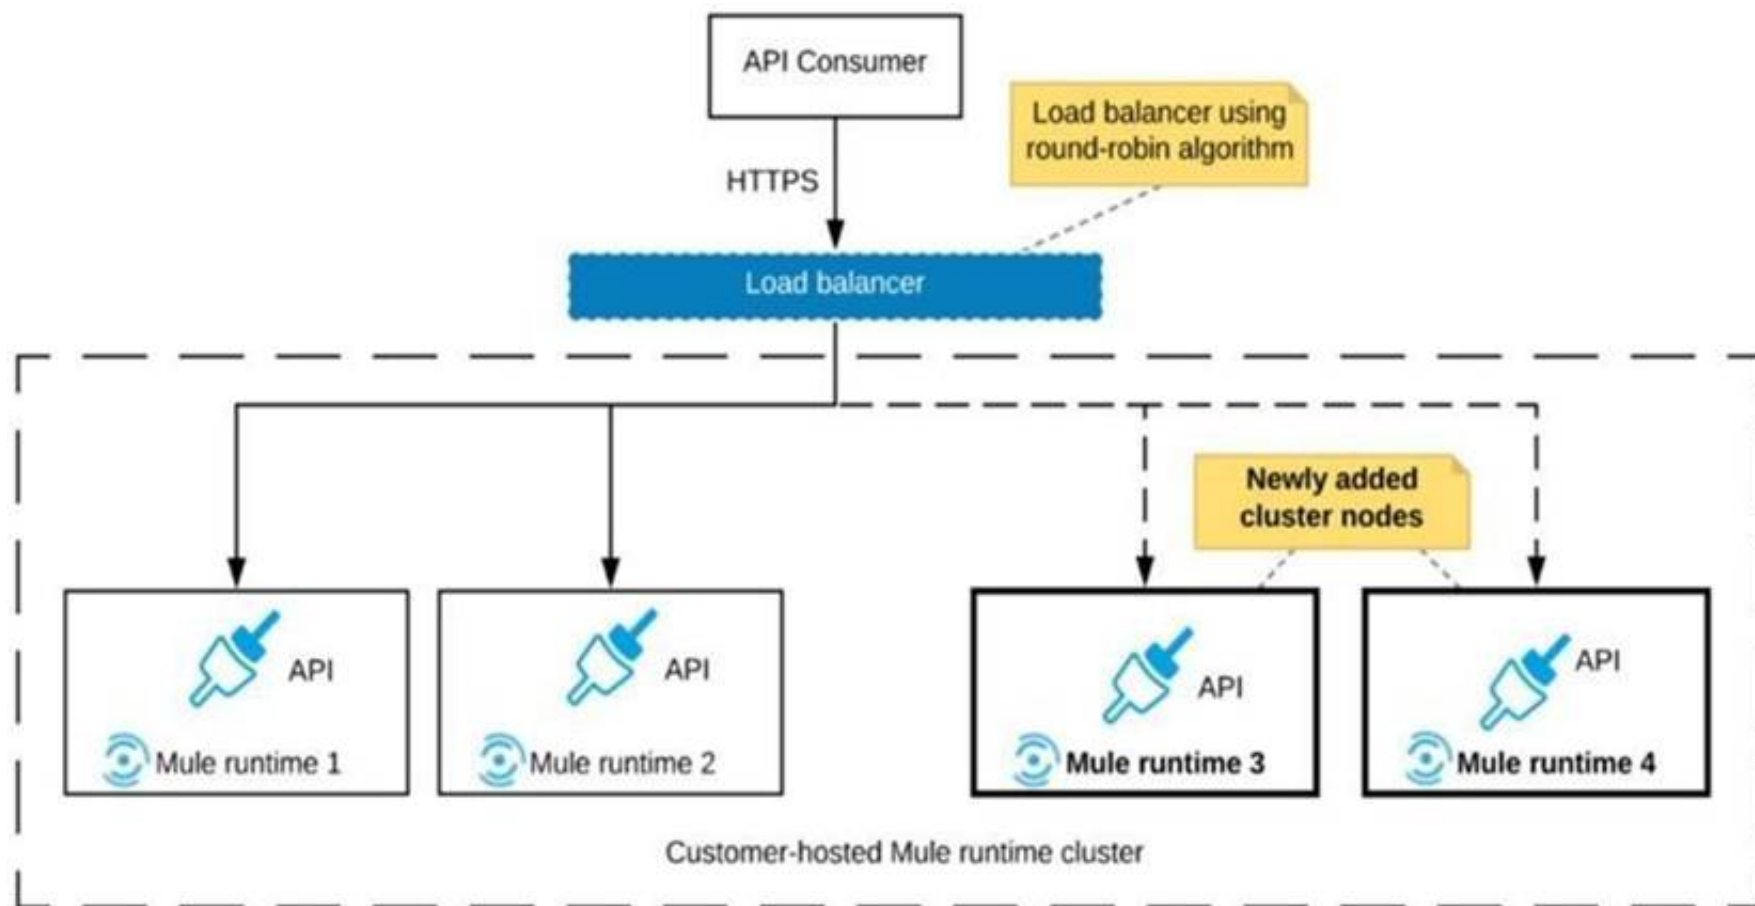 API Consumer
Load balancer using
round-robin algorithm
HTTPS
Load balancer
Newly added
cluster nodes
API
API
API
API
Mule runtime 1
Mule runtime 2
Mule runtime 3
Mule runtime 4
Customer-hosted Mule runtime cluster